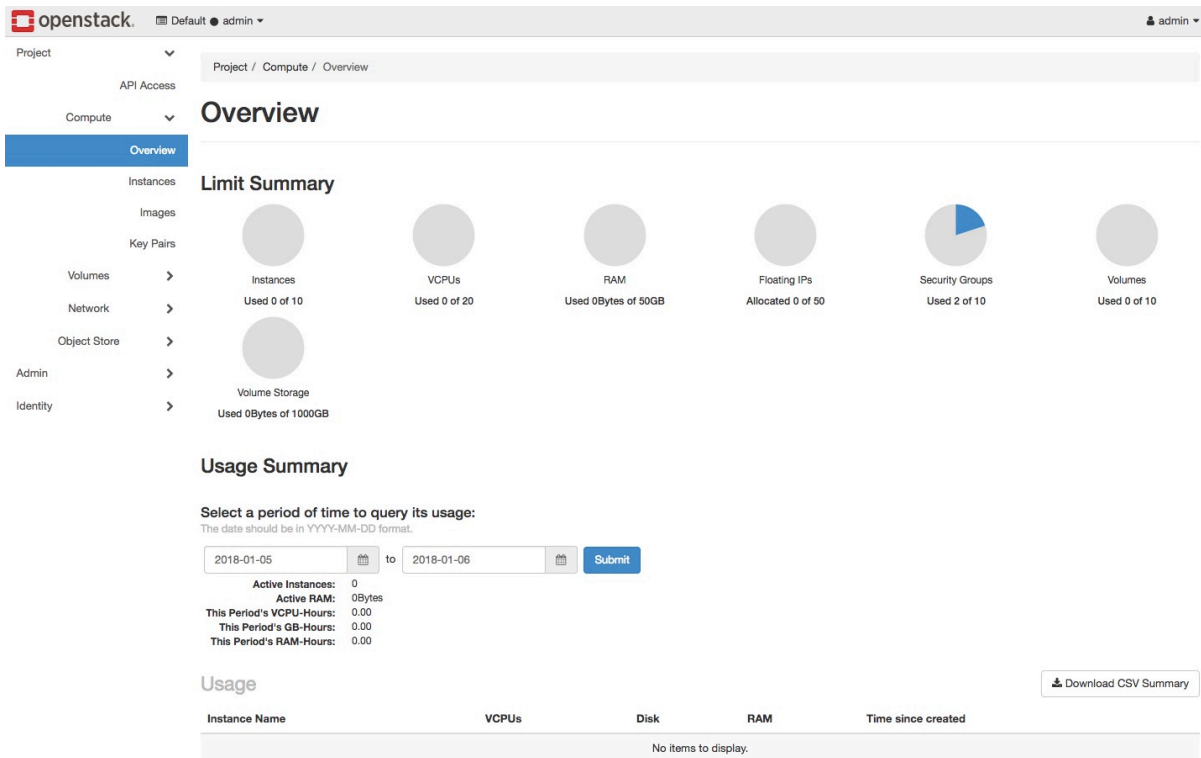 openstack. Default ● admin admin
Project
API Access
Compute
Overview
Instances
Images
Key Pairs
Volumes
Network
Object Store
Admin
Identity
Project / Compute / Overview
Overview
Limit Summary
Instances
Used 0 of 10
VCPUs
Used 0 of 20
RAM
Used 0Bytes of 50GB
Floating IPs
Allocated 0 of 50
Security Groups
Used 2 of 10
Volumes
Used 0 of 10
Volume Storage
Used 0Bytes of 1000GB
Usage Summary
Select a period of time to query its usage:
The date should be in YYYY-MM-DD format.
2018-01-05 to 2018-01-06 Submit
Active Instances: 0
Active RAM: 0Bytes
This Period's VCPU-Hours: 0.00
This Period's GB-Hours: 0.00
This Period's RAM-Hours: 0.00
Usage Download CSV Summary
Instance Name VCPUs Disk RAM Time since created
No items to display.